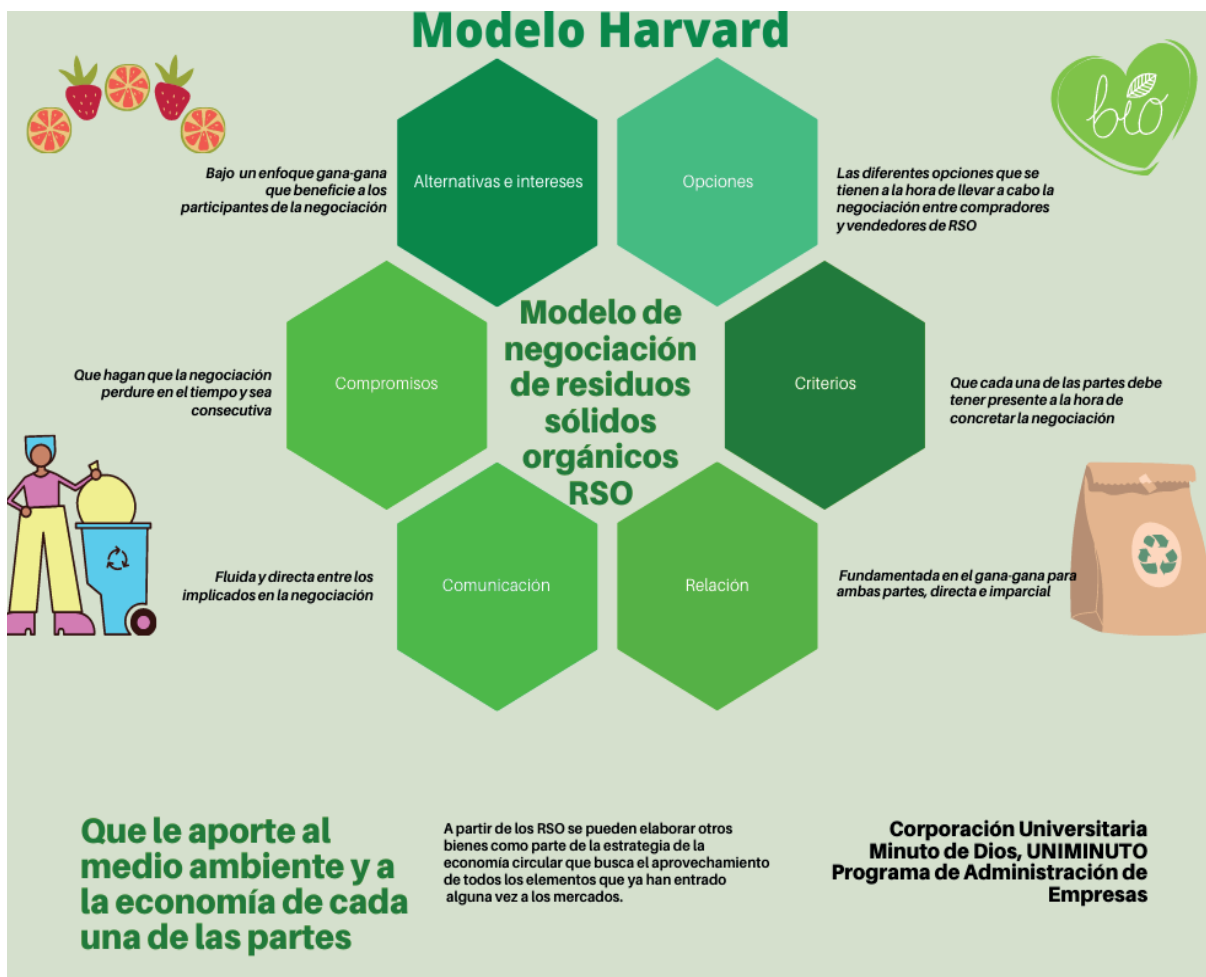 Modelo Harvard
bio
Bajo un enfoque gana-gana
que beneficie a los
participantes de la negociación
Alternativas e intereses
Opciones
Las diferentes opciones que se
tienen a la hora de llevar a cabo la
negociación entre compradores
y vendedores de RSO
Modelo de
negociación
de residuos
sólidos
orgánicos
RSO
Que hagan que la negociación
perdure en el tiempo y sea
consecutiva
Compromisos
Criterios
Que cada una de las partes debe
tener presente a la hora de
concretar la negociación
Fluida y directa entre los
implicados en la negociación
Comunicación
Relación
Fundamentada en el gana-gana para
ambas partes, directa e imparcial
Que le aporte al
medio ambiente y a
la economía de cada
una de las partes
A partir de los RSO se pueden elaborar otros
bienes como parte de la estrategia de la
economía circular que busca el aprovechamiento
de todos los elementos que ya han entrado
alguna vez a los mercados.
Corporación Universitaria
Minuto de Dios, UNIMINUTO
Programa de Administración de
Empresas